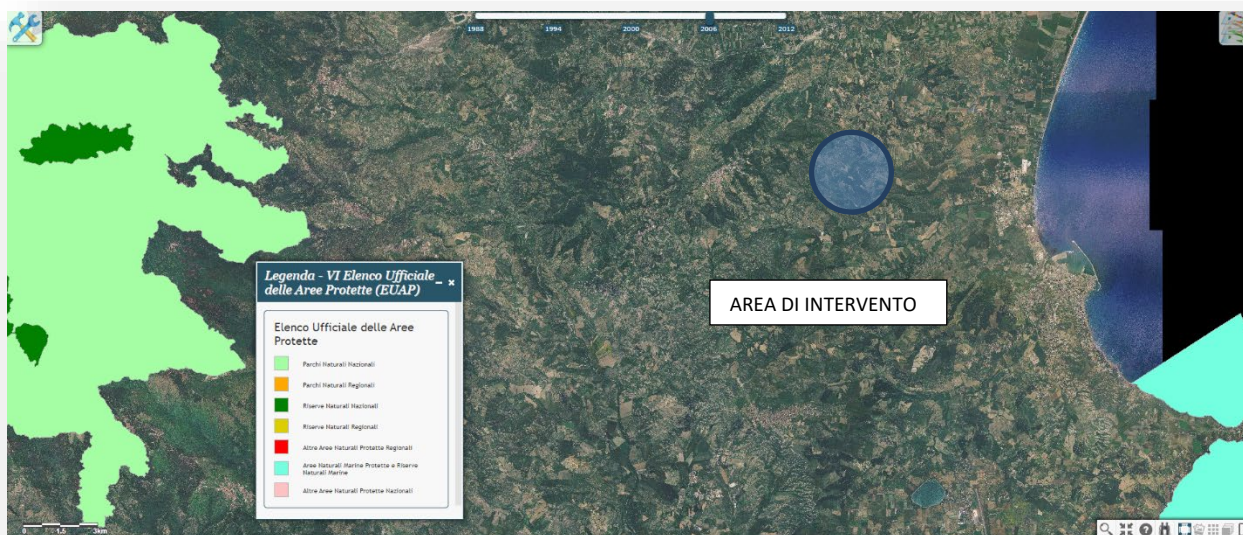 1988 1994 2000 2006 2012
AREA DI INTERVENTO
Legenda - VI Elenco Ufficiale
delle Aree Protette (EUAP)
Elenco Ufficiale delle Aree
Protette
Parchi Naturali Nazionali
Parchi Naturali Regionali
Riserve Naturali Nazionali
Riserve Naturali Regionali
Altre Aree Naturali Protette Regionali
Aree Naturali Marine Protette e Riserve
Naturali Marine
Altre Aree Naturali Protette Nazionali
0 1.5 3km